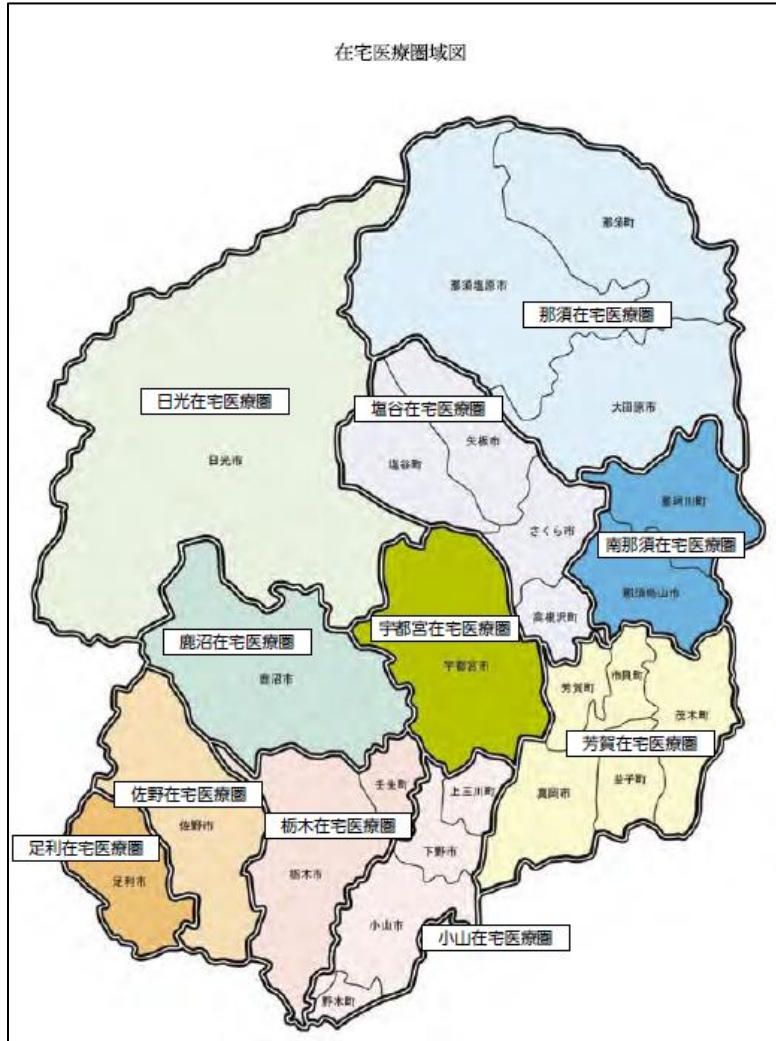 在宅医療圏域図
那須町
那須塩原市
那須在宅医療圏
大田原市
日光在宅医療圏
塩谷在宅医療圏
矢板市
日光市
塩谷町
那珂川町
さくら市
南那須在宅医療圏
那須烏山市
高根沢町
宇都宮在宅医療圏
鹿沼在宅医療圏
宇都宮市
鹿沼市
芳賀町
市貝町
茂木町
芳賀在宅医療圏
益子町
真岡市
壬生町
上三川町
佐野在宅医療圏
栃木在宅医療圏
佐野市
足利在宅医療圏
下野市
栃木市
足利市
小山市
小山在宅医療圏
野木町